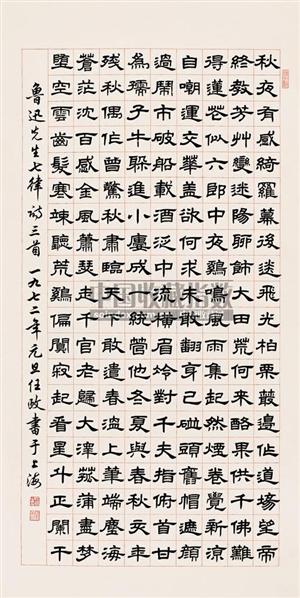 秋夜有感綺羅幕後送飛光柏栗叢邊作道場望帝
終敎芳艸變迷陽聊飾大田荒何來酪果供千佛難
得蓮花似六郎中夜鷄鳴風雨集起然煙卷覺新涼
自嘲運交華蓋欲何求未敢翻身已碰頭舊帽遮顔
過鬧市破船載酒泛中流橫眉冷對千夫指俯首甘
爲孺子牛躲進小樓成一統管他冬夏與春秋亥年
殘秋偶作曾驚秋肅臨天下敢遣春溫上筆端塵海
蒼茫沈百感金風蕭瑟走千官老歸大澤菰蒲盡夢
墮空雲齒髮寒竦聽荒鷄偏闃寂起看星斗正闌干
魯迅先生七律詩三首 一九七二年元旦任政書于上海